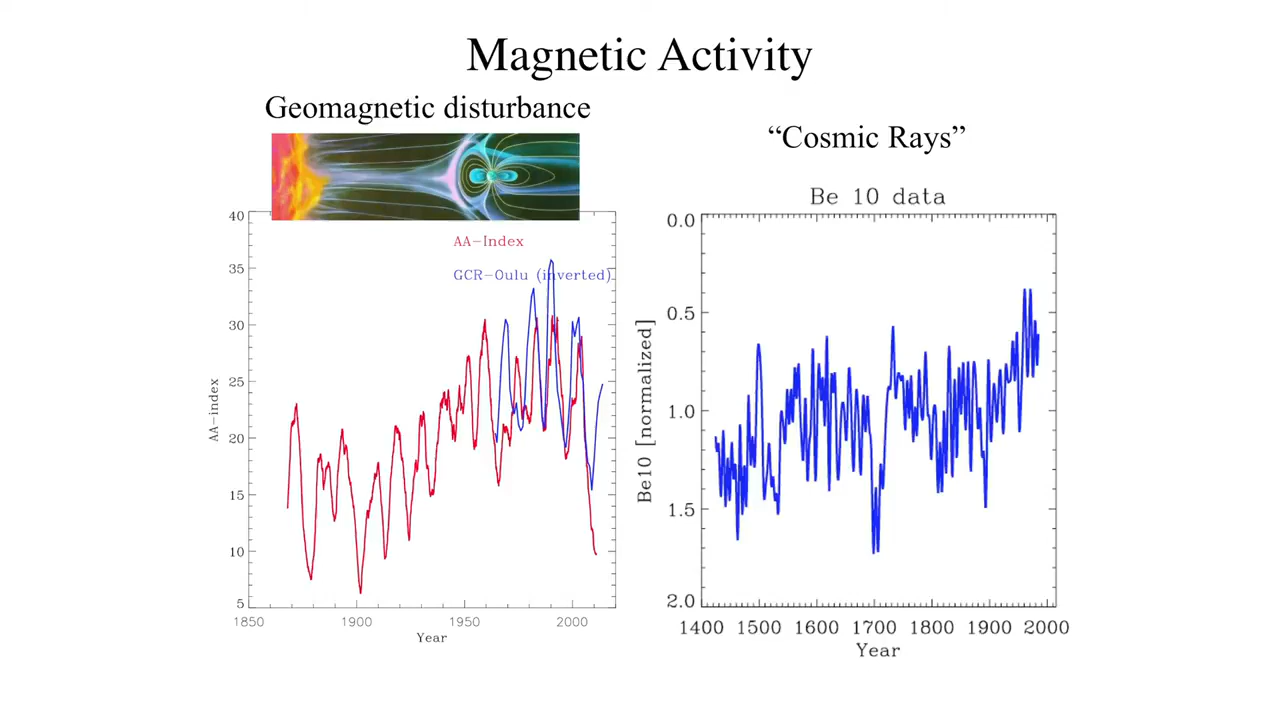 Magnetic Activity
Geomagnetic disturbance
“Cosmic Rays”
AA-Index
GCR-Oulu (inverted)
40
35
30
25
20
15
10
5
AA-index
1850 1900 1950 2000
Year
Be 10 data
0.0
0.5
1.0
1.5
2.0
Be10 [normalized]
1400 1500 1600 1700 1800 1900 2000
Year